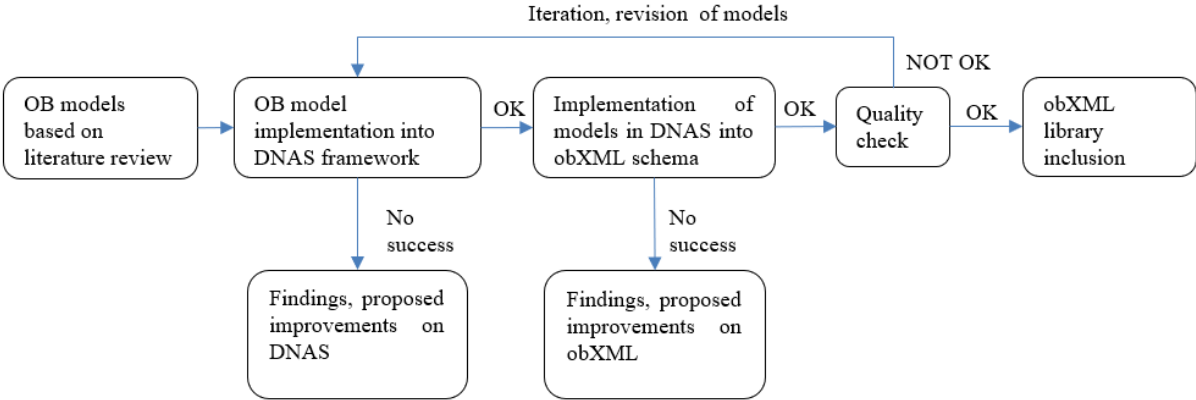 Iteration, revision of models
NOT OK
OB models
based on
literature review
OB model
implementation into
DNAS framework
OK
Implementation of
models in DNAS into
obXML schema
OK
Quality
check
OK
obXML
library
inclusion
No
success
No
success
Findings, proposed
improvements on
DNAS
Findings, proposed
improvements on
obXML